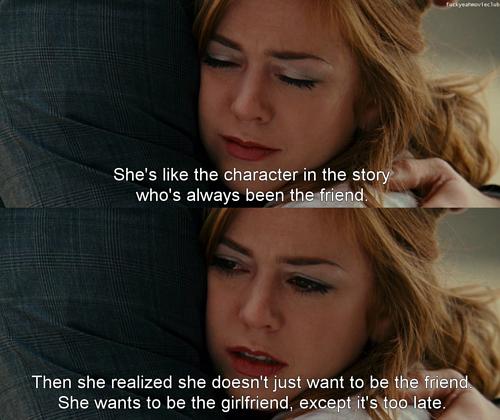 fuckyeahmovieclub
She's like the character in the story
who's always been the friend.
Then she realized she doesn't just want to be the friend.
She wants to be the girlfriend, except it's too late.